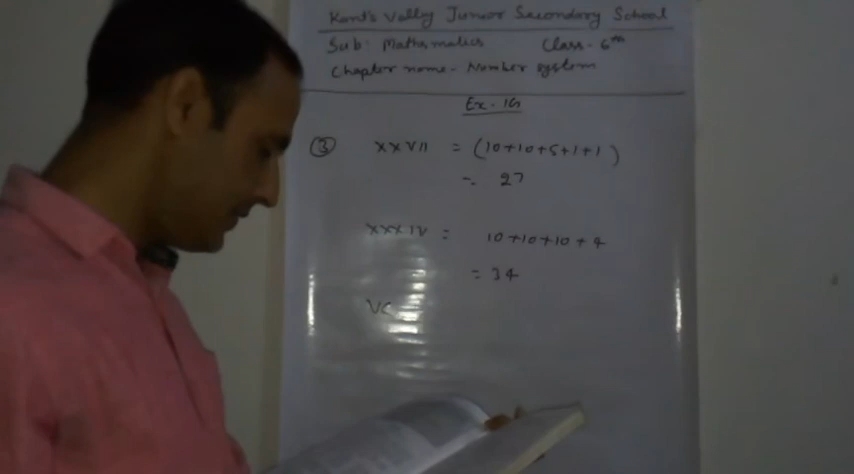 Kant's Valley Junior Secondary School
Sub: Mathematics Class - 6th
Chapter name - Number system
Ex. 1G
③ XXVII = (10+10+5+1+1)
= 27
XXXIV = 10+10+10+4
= 34
VC